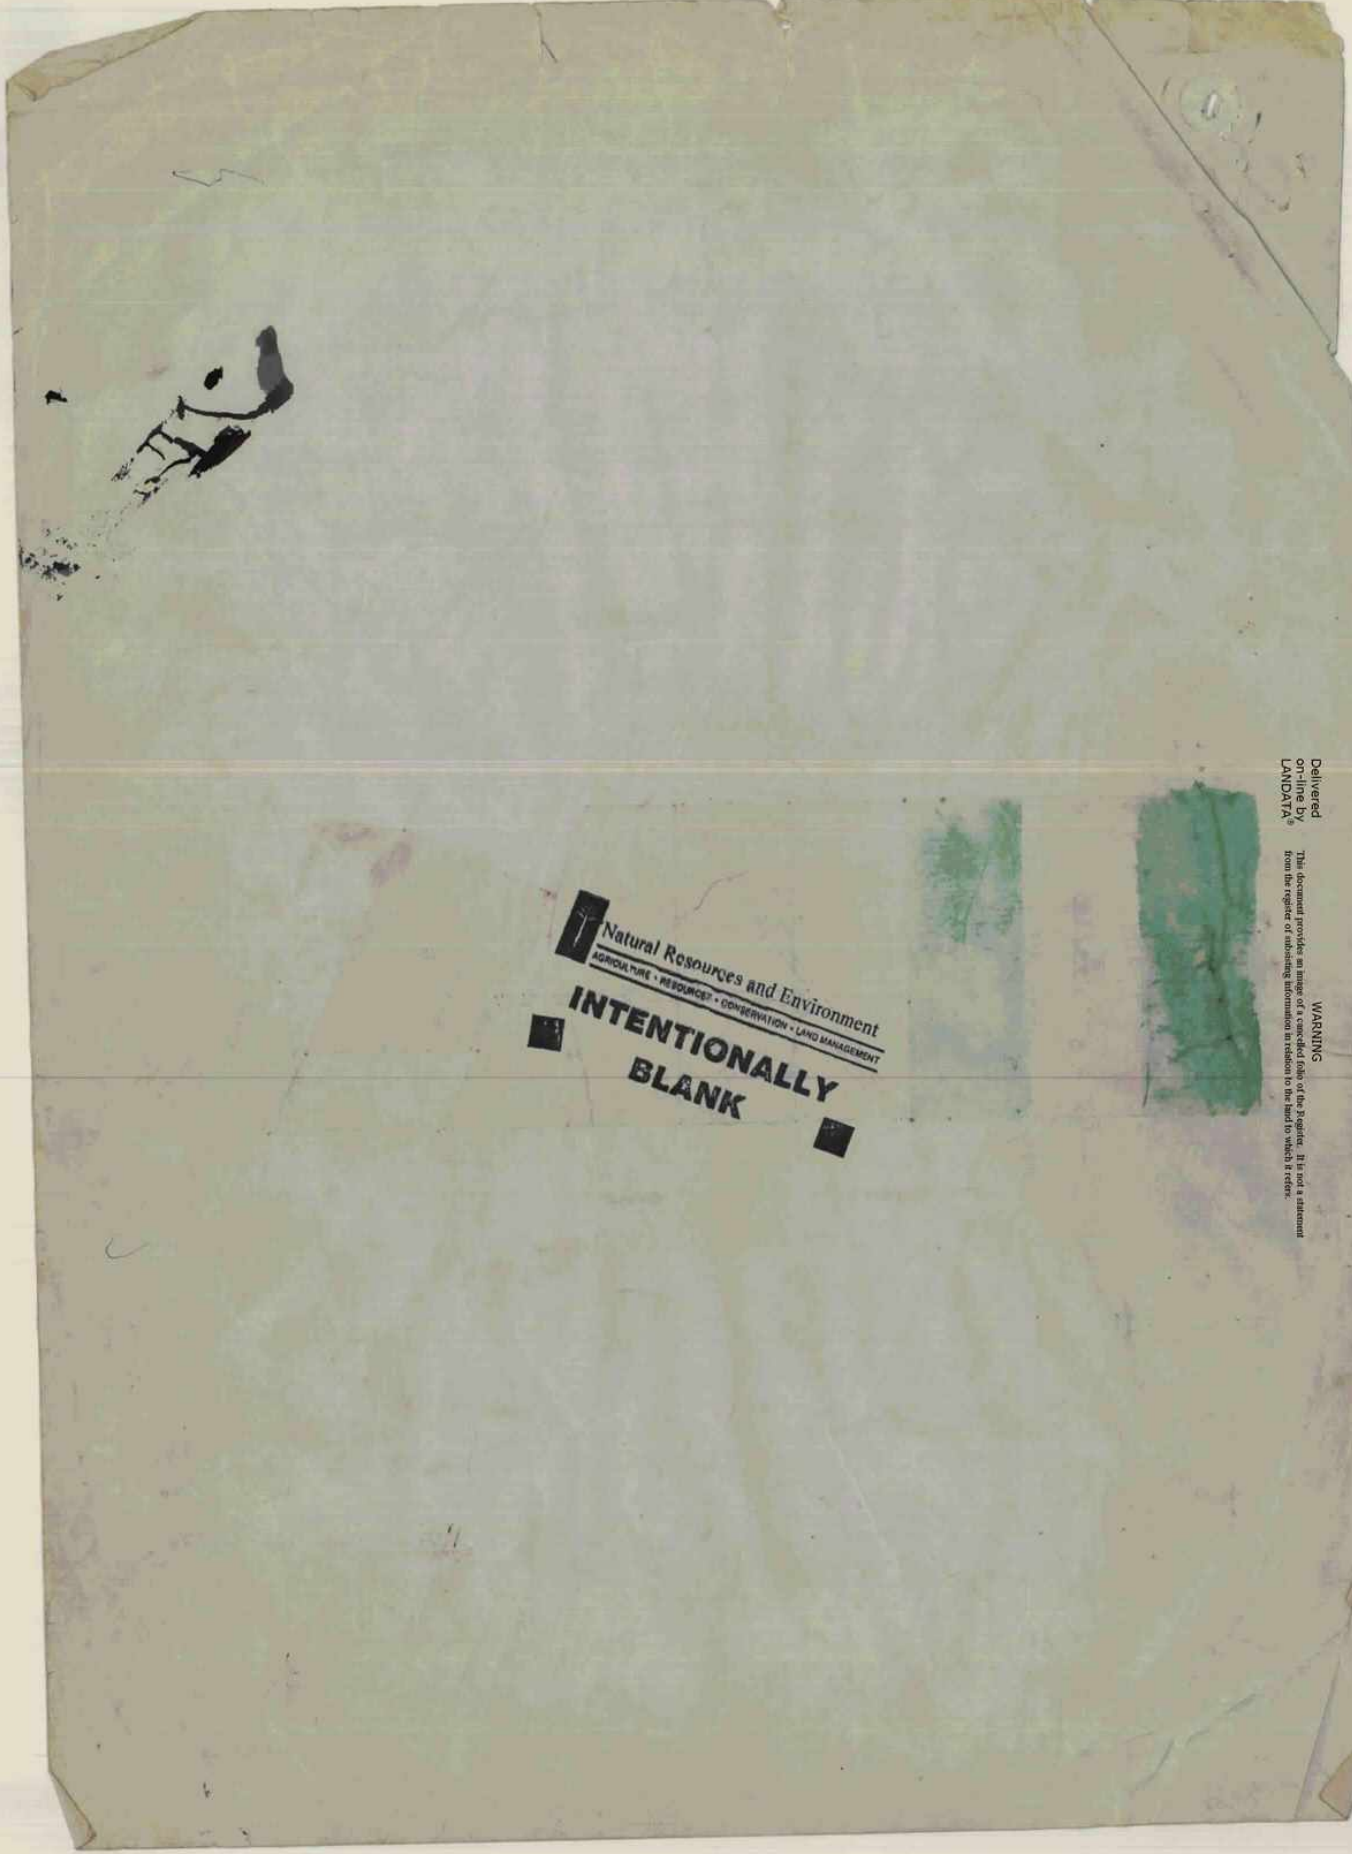 Natural Resources and Environment
AGRICULTURE • RESOURCES • CONSERVATION • LAND MANAGEMENT
INTENTIONALLY
BLANK
Delivered
on-line by
LANDATA®
WARNING
This document provides an image of a cancelled folio of the Register. It is not a statement
from the register of subsisting information in relation to the land to which it refers.